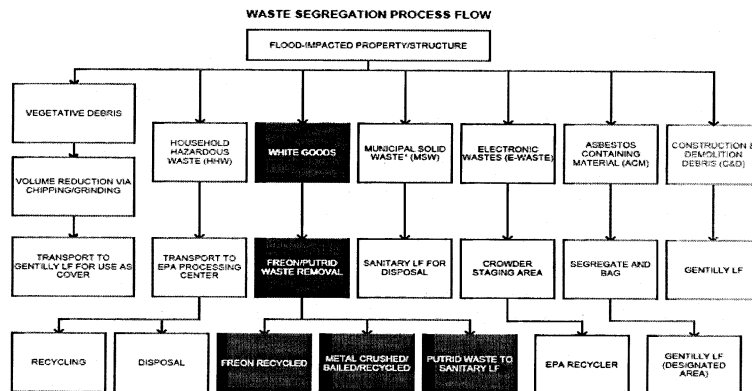 WASTE SEGREGATION PROCESS FLOW
FLOOD-IMPACTED PROPERTY/STRUCTURE
VEGETATIVE DEBRIS
HOUSEHOLD
HAZARDOUS
WASTE (HHW)
WHITE GOODS
MUNICIPAL SOLID
WASTE* (MSW)
ELECTRONIC
WASTES (E-WASTE)
ASBESTOS
CONTAINING
MATERIAL (ACM)
CONSTRUCTION &
DEMOLITION
DEBRIS (C&D)
VOLUME REDUCTION VIA
CHIPPING/GRINDING
TRANSPORT TO
GENTILLY LF FOR USE AS
COVER
TRANSPORT TO
EPA PROCESSING
CENTER
FREON/PUTRID
WASTE REMOVAL
SANITARY LF FOR
DISPOSAL
CROWDER
STAGING AREA
SEGREGATE AND
BAG
GENTILLY LF
RECYCLING
DISPOSAL
FREON RECYCLED
METAL CRUSHED/
BAILED/RECYCLED
PUTRID WASTE TO
SANITARY LF
EPA RECYCLER
GENTILLY LF
(DESIGNATED
AREA)